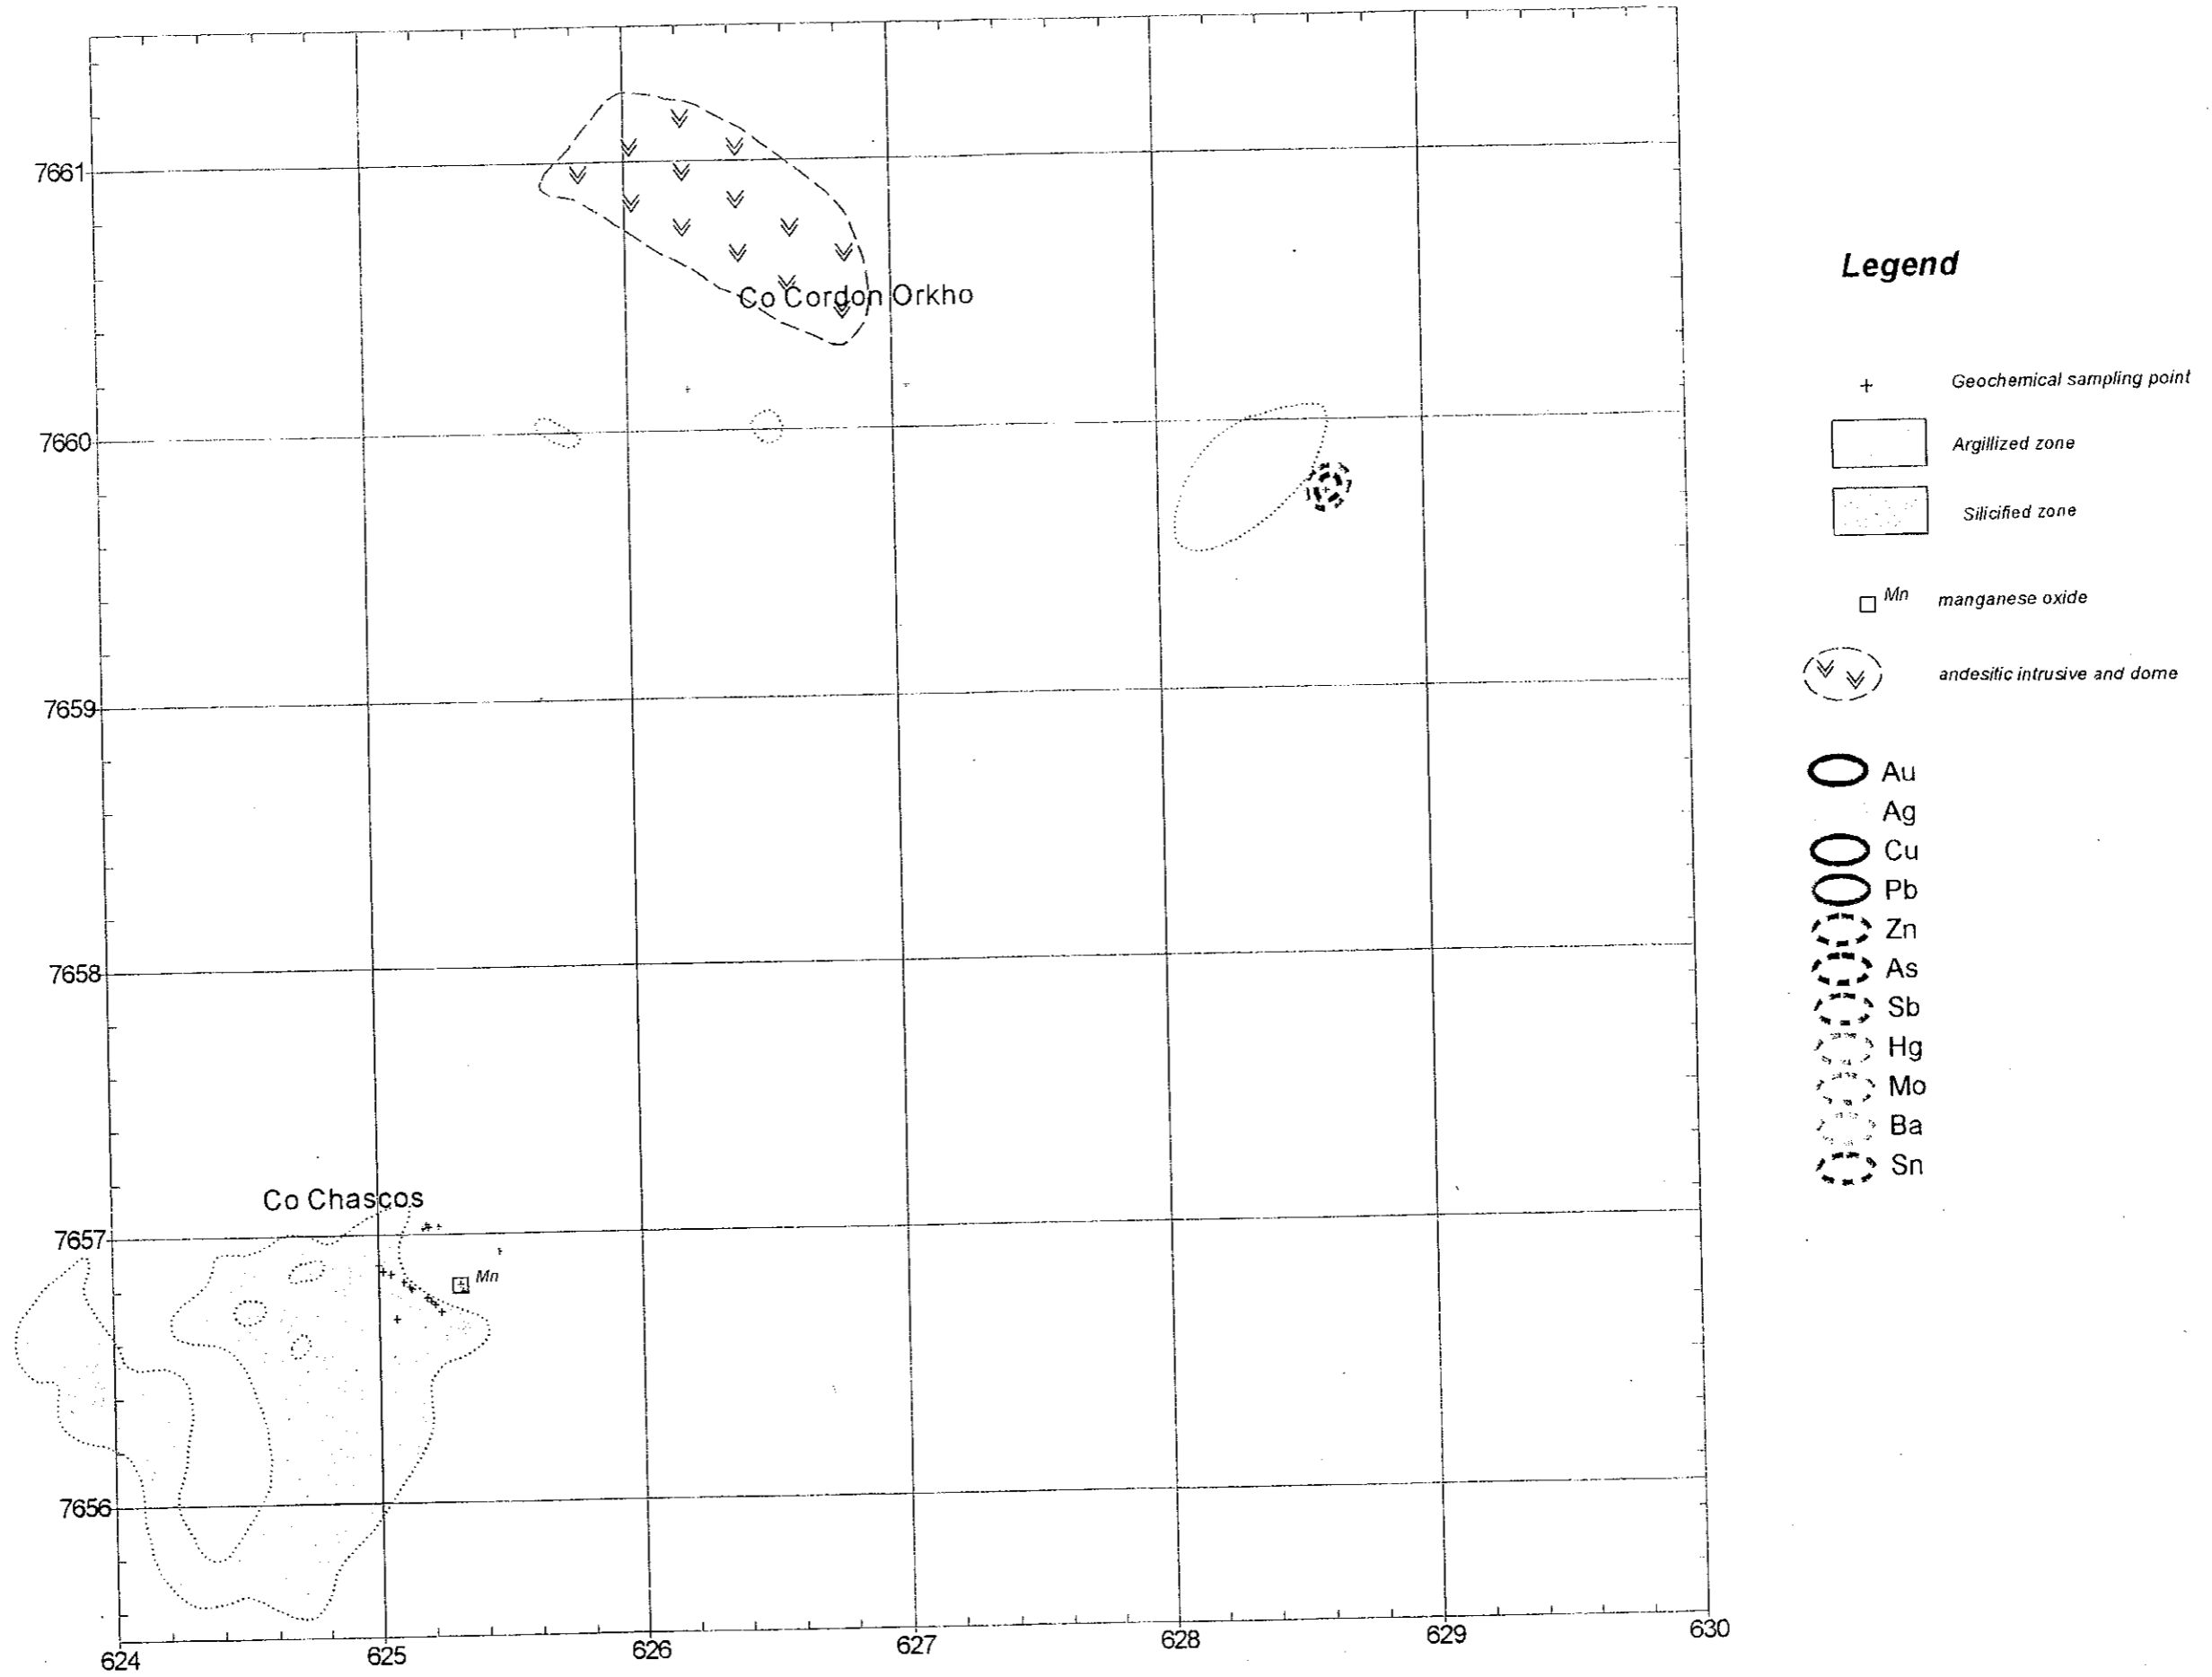 7661
7660
7659
7658
7657
7656
624
625
626
627
628
629
630
Co Cordon Orkho
Co Chascos
Mn
Legend
+ Geochemical sampling point
Argillized zone
Silicified zone
Mn manganese oxide
andesitic intrusive and dome
Au
Ag
Cu
Pb
Zn
As
Sb
Hg
Mo
Ba
Sn